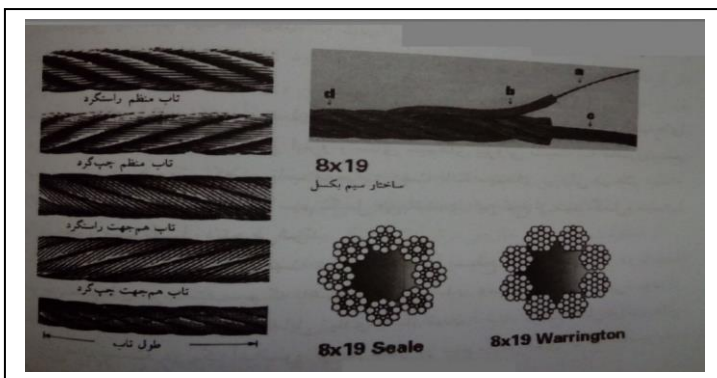 تاب منظم راستگرد
تاب منظم چپ‌گرد
تاب هم‌جهت راستگرد
تاب هم‌جهت چپ‌گرد
طول تاب
a
b
c
d
8x19
ساختار سیم بکسل
8x19 Seale
8x19 Warrington